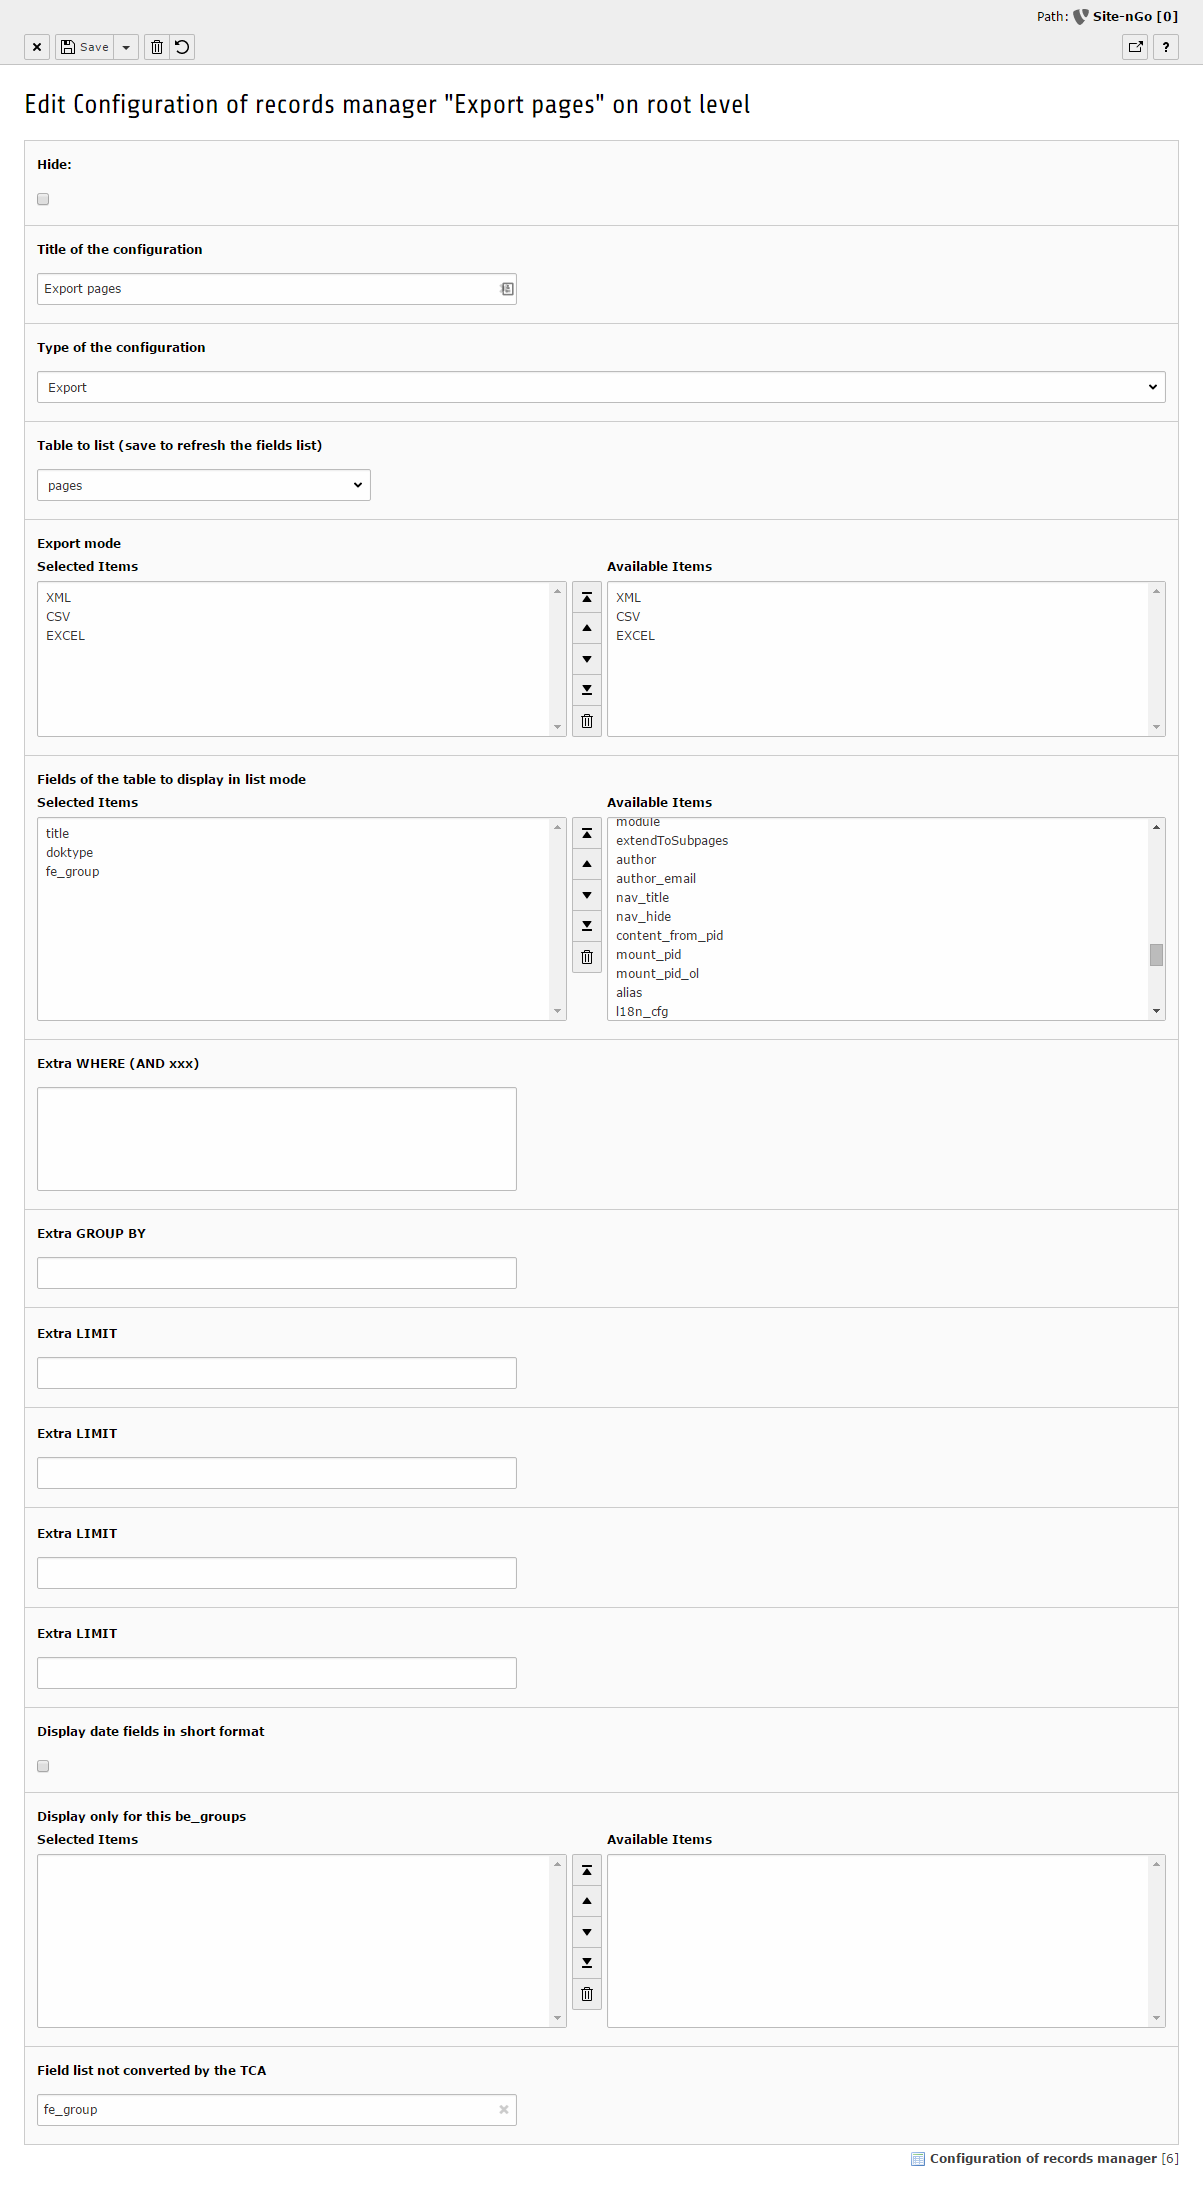 Path: Site-nGo [0]
Save
?
Edit Configuration of records manager "Export pages" on root level
Hide:
Title of the configuration
Export pages
Type of the configuration
Export
Table to list (save to refresh the fields list)
pages
Export mode
Selected Items
Available Items
XML
CSV
EXCEL
XML
CSV
EXCEL
Fields of the table to display in list mode
Selected Items
Available Items
title
doktype
fe_group
module
extendToSubpages
author
author_email
nav_title
nav_hide
content_from_pid
mount_pid
mount_pid_ol
alias
l18n_cfg
Extra WHERE (AND xxx)
Extra GROUP BY
Extra LIMIT
Extra LIMIT
Extra LIMIT
Extra LIMIT
Display date fields in short format
Display only for this be_groups
Selected Items
Available Items
Field list not converted by the TCA
fe_group
Configuration of records manager [6]